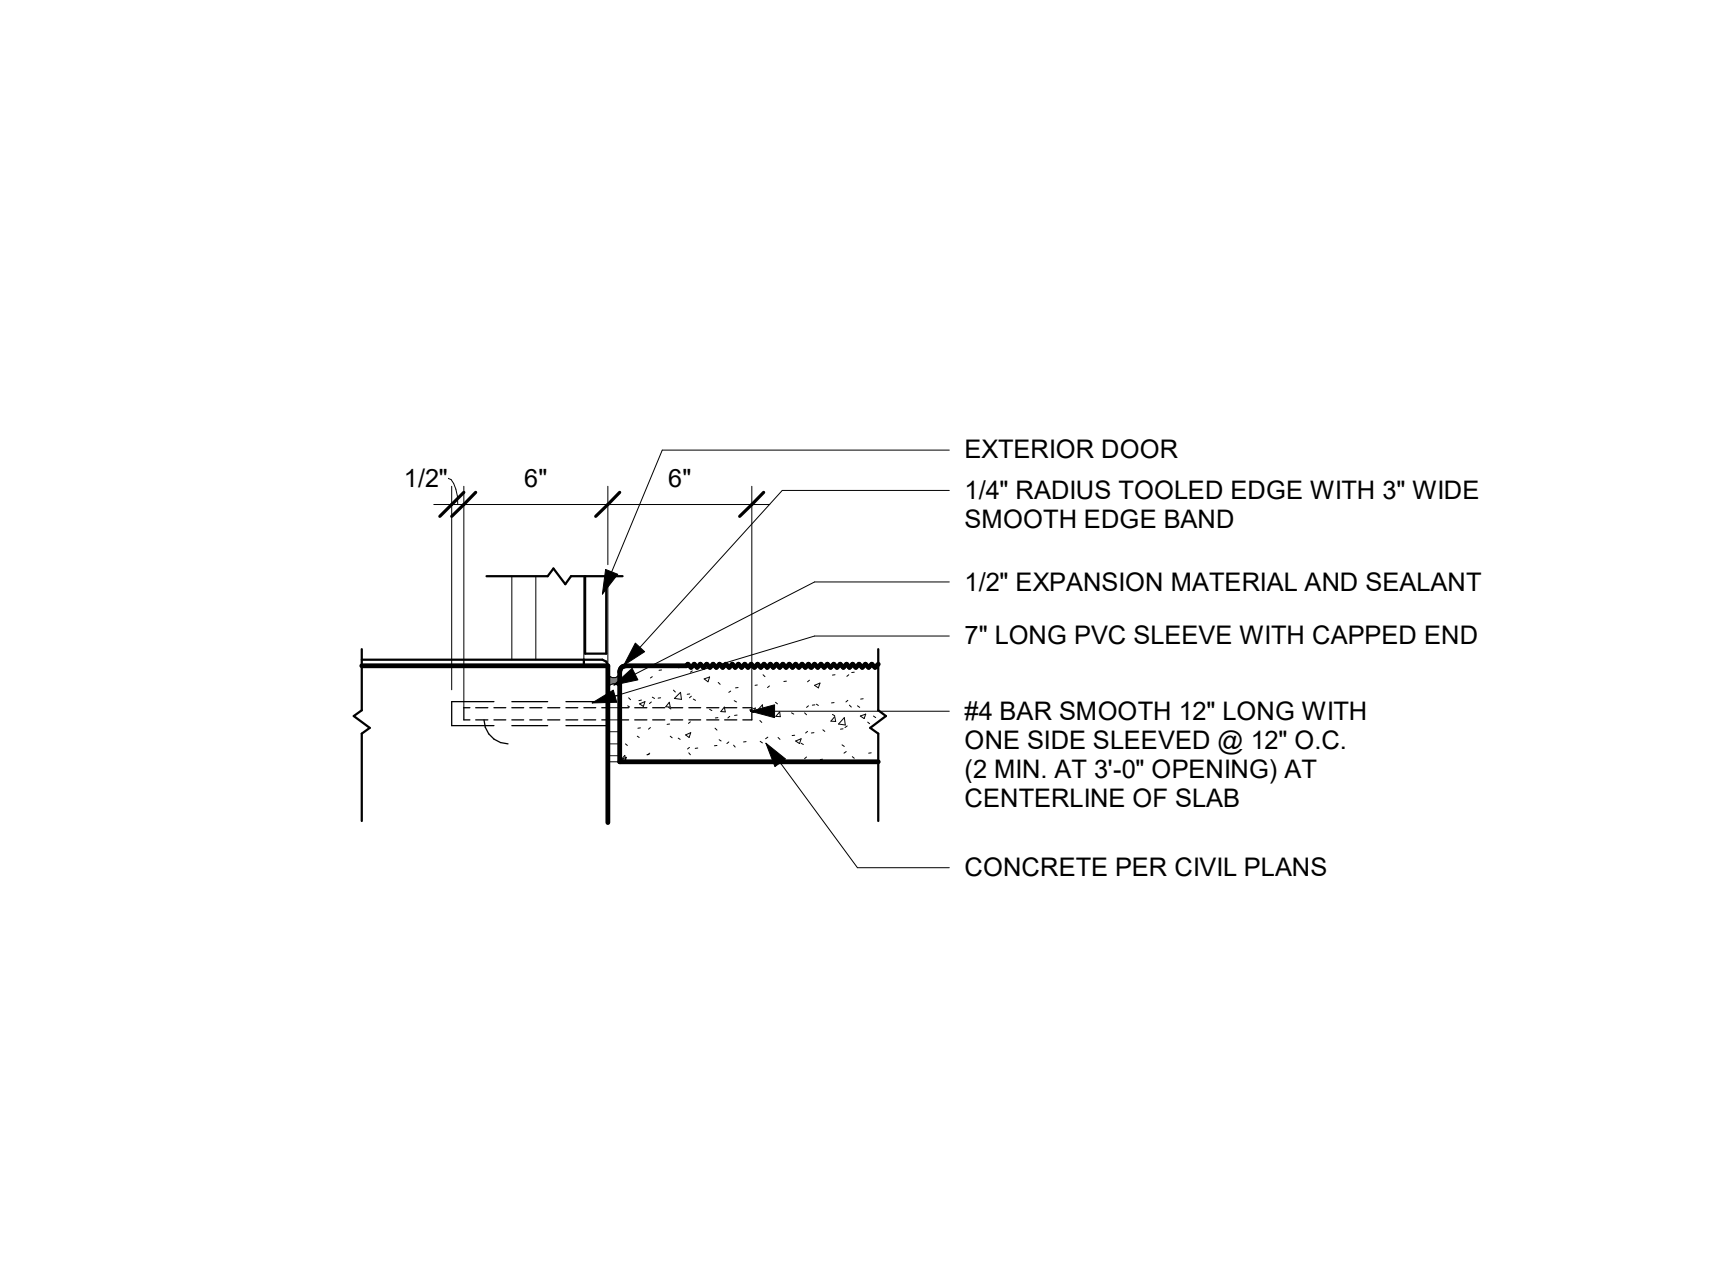 EXTERIOR DOOR
1/2" 6" 6"
1/4" RADIUS TOOLED EDGE WITH 3" WIDE
SMOOTH EDGE BAND
1/2" EXPANSION MATERIAL AND SEALANT
7" LONG PVC SLEEVE WITH CAPPED END
#4 BAR SMOOTH 12" LONG WITH
ONE SIDE SLEEVED @ 12" O.C.
(2 MIN. AT 3'-0" OPENING) AT
CENTERLINE OF SLAB
CONCRETE PER CIVIL PLANS